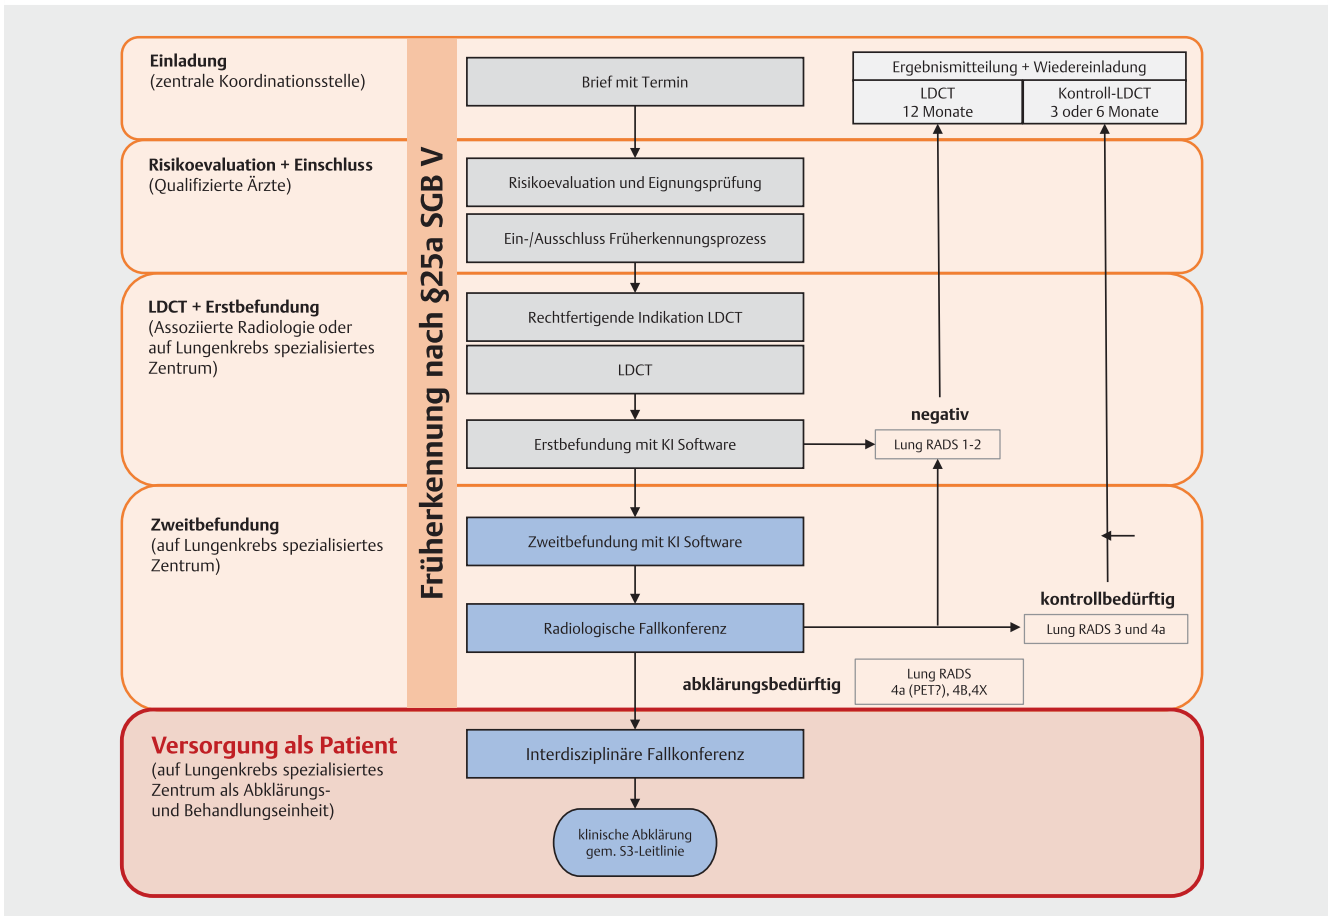 Einladung
(zentrale Koordinationsstelle)
Brief mit Termin
Ergebnismitteilung + Wiedereinladung
LDCT
12 Monate
Kontroll-LDCT
3 oder 6 Monate
Früherkennung nach §25a SGB V
Risikoevaluation + Einschluss
(Qualifizierte Ärzte)
Risikoevaluation und Eignungsprüfung
Ein-/Ausschluss Früherkennungsprozess
LDCT + Erstbefundung
(Assoziierte Radiologie oder
auf Lungenkrebs spezialisiertes
Zentrum)
Rechtfertigende Indikation LDCT
LDCT
Erstbefundung mit KI Software
negativ
Lung RADS 1-2
Zweitbefundung
(auf Lungenkrebs spezialisiertes
Zentrum)
Zweitbefundung mit KI Software
Radiologische Fallkonferenz
kontrollbedürftig
Lung RADS 3 und 4a
abklärungsbedürftig
Lung RADS
4a (PET?), 4B,4X
Versorgung als Patient
(auf Lungenkrebs spezialisiertes
Zentrum als Abklärungs-
und Behandlungseinheit)
Interdisziplinäre Fallkonferenz
klinische Abklärung
gem. S3-Leitlinie